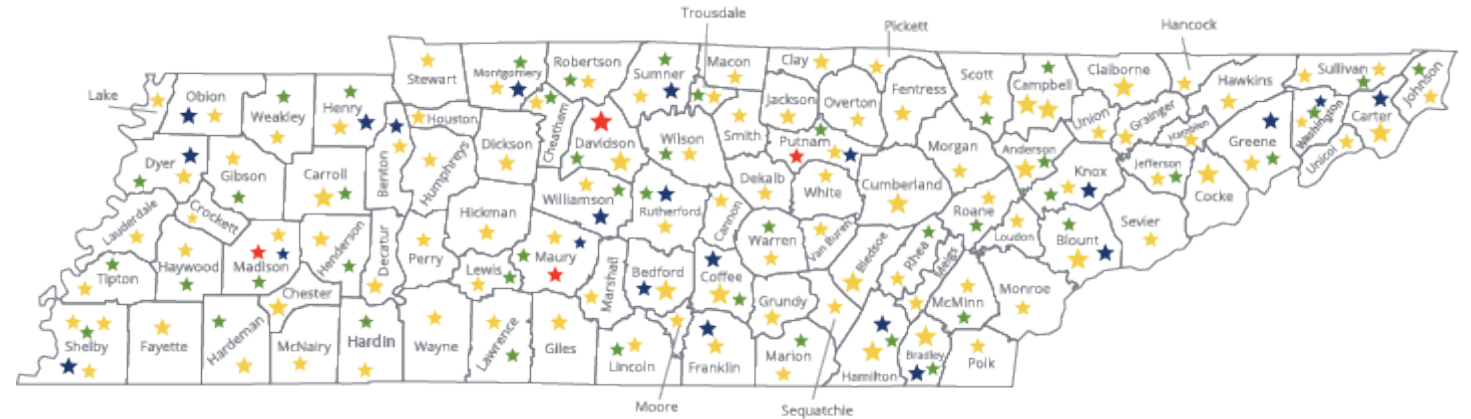 Trousdale
Pickett
Hancock
Lake
Stewart
Montgomery
Robertson
Sumner
Macon
Clay
Scott
Campbell
Claiborne
Hawkins
Sullivan
Johnson
Obion
Weakley
Henry
Houston
Cheatham
Jackson
Overton
Fentress
Union
Grainger
Hamblen
Washington
Carter
Unicoi
Greene
Dyer
Gibson
Carroll
Benton
Humphreys
Dickson
Davidson
Wilson
Smith
Putnam
Morgan
Anderson
Knox
Jefferson
Cocke
Lauderdale
Crockett
Madison
Henderson
Decatur
Perry
Hickman
Williamson
Rutherford
Cannon
Dekalb
White
Cumberland
Roane
Loudon
Blount
Sevier
Tipton
Haywood
Chester
Lewis
Maury
Marshall
Bedford
Coffee
Warren
Van Buren
Bledsoe
Rhea
Meigs
McMinn
Monroe
Shelby
Fayette
Hardeman
McNairy
Hardin
Wayne
Lawrence
Giles
Lincoln
Franklin
Grundy
Marion
Hamilton
Bradley
Polk
Moore
Sequatchie